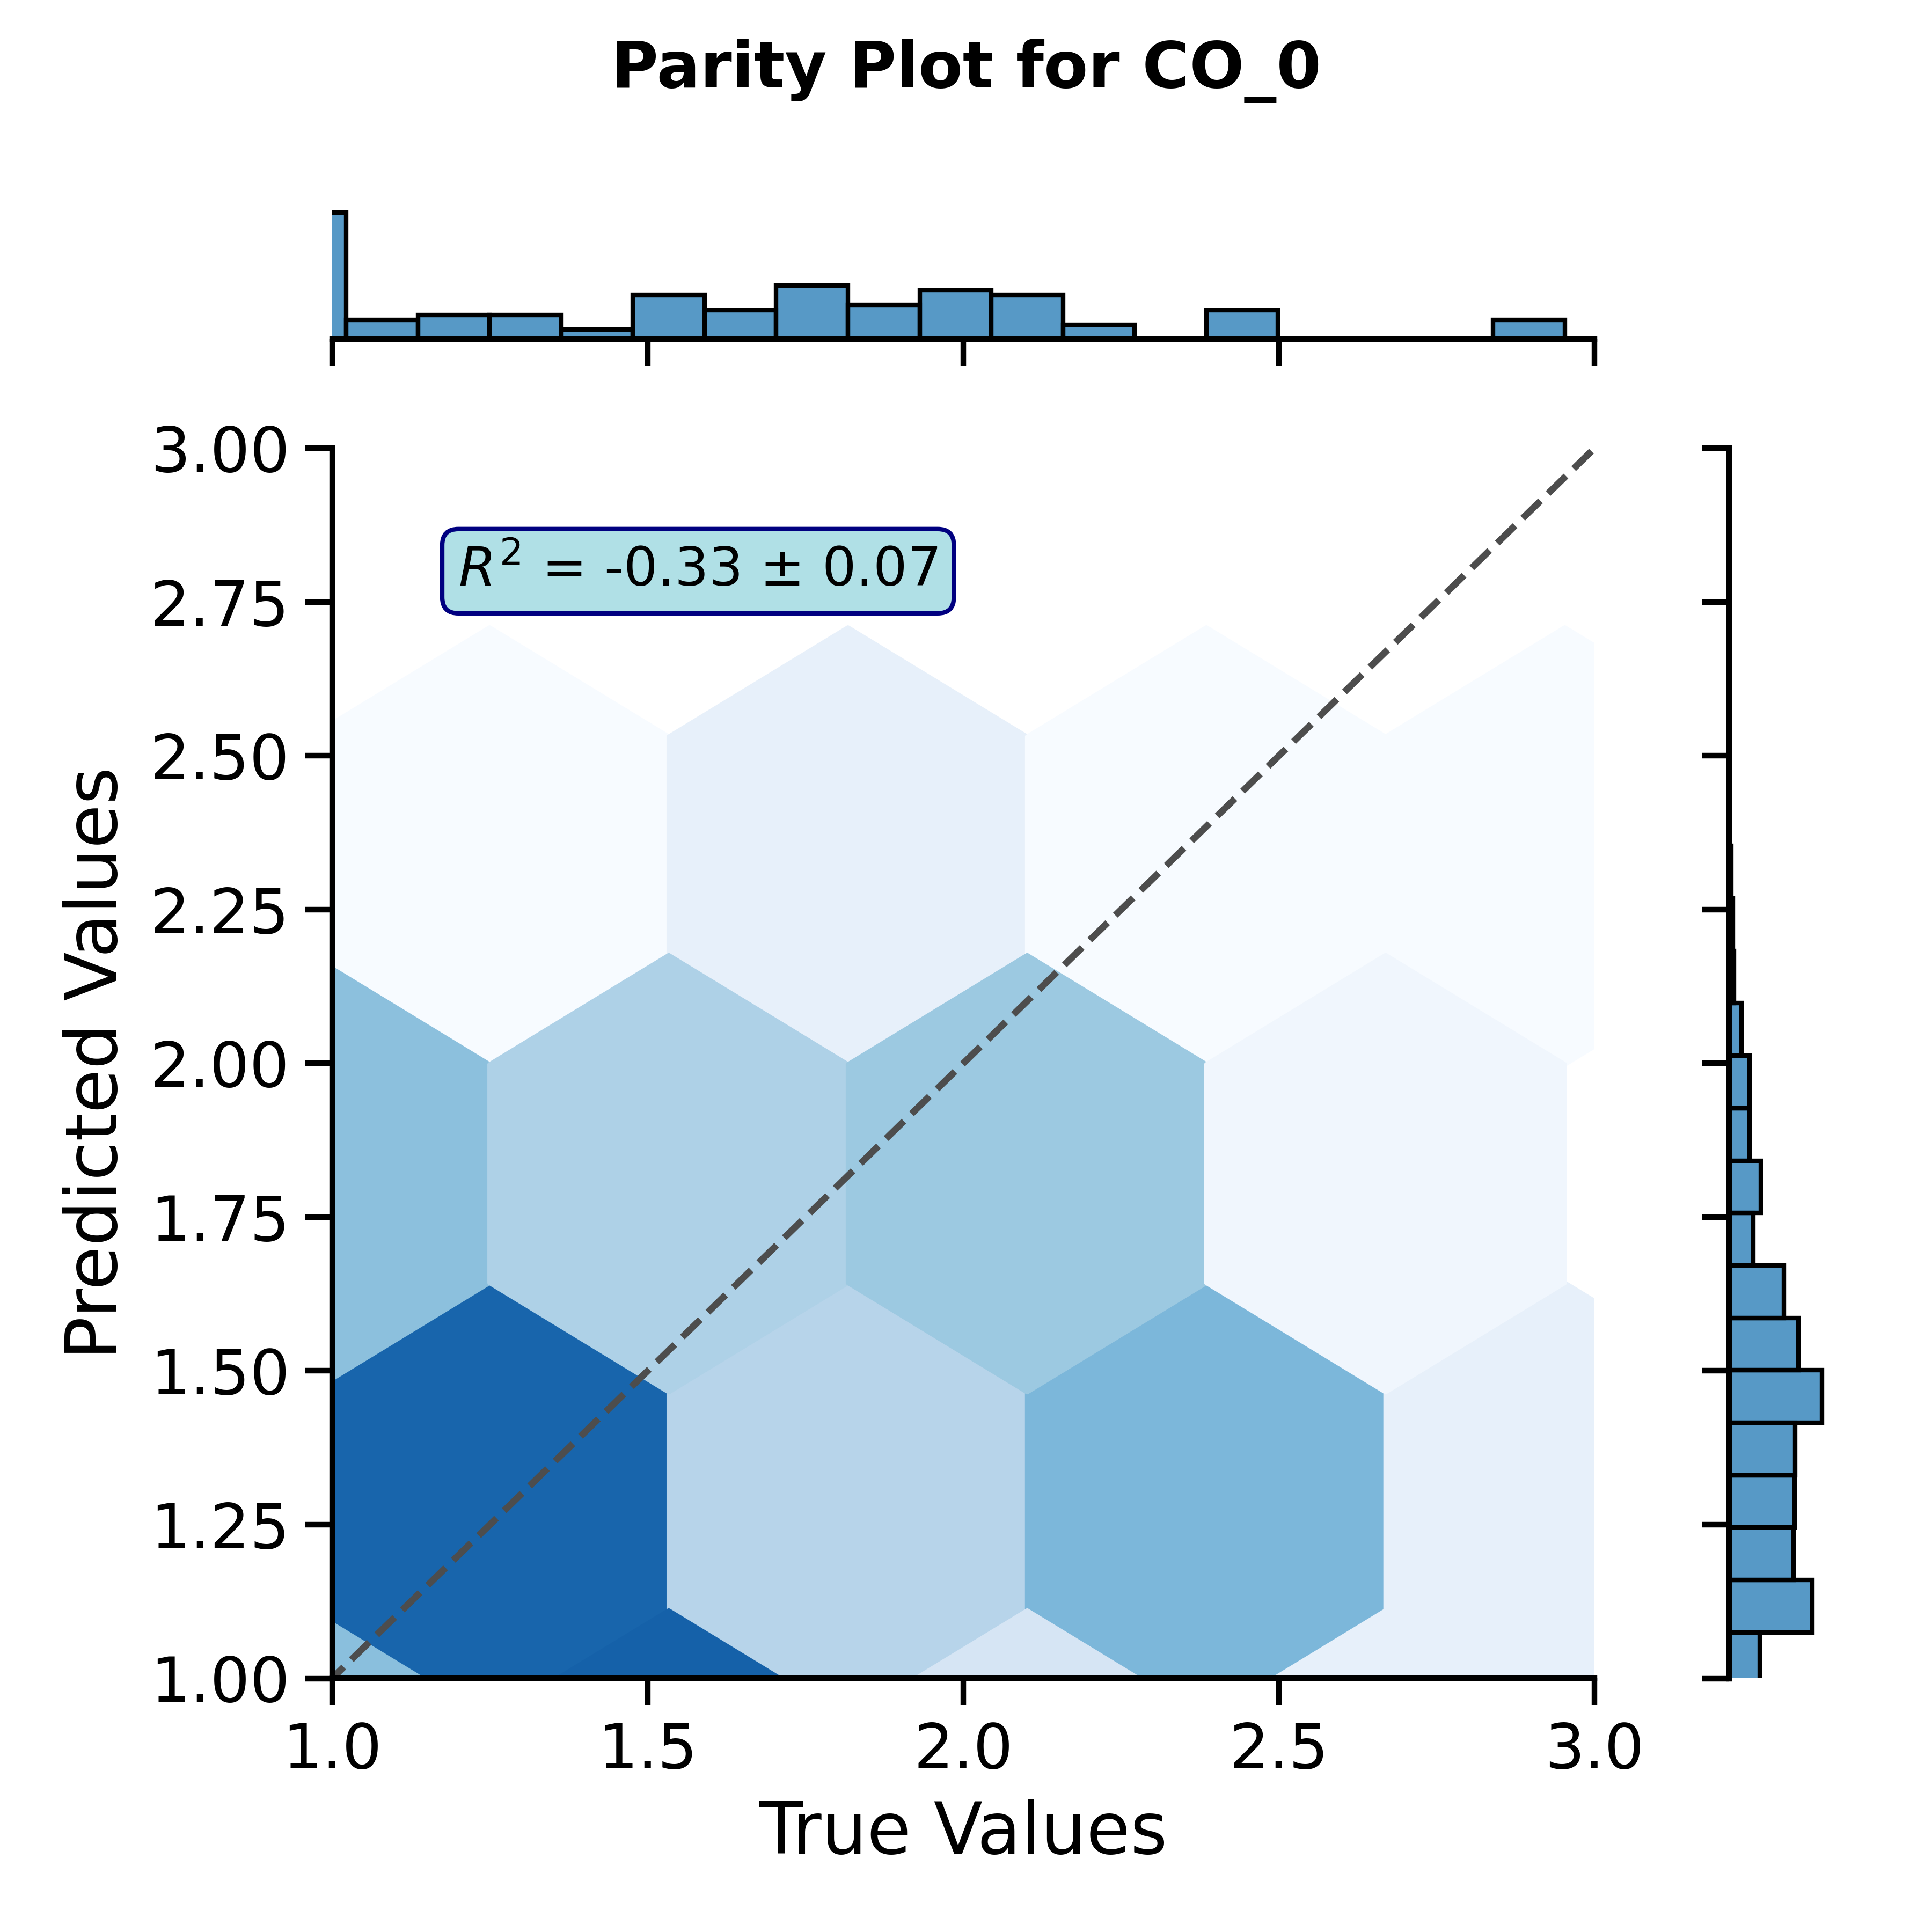 Parity Plot for CO_0
R² = -0.33 ± 0.07
3.00
2.75
2.50
2.25
2.00
1.75
1.50
1.25
1.00
Predicted Values
1.0 1.5 2.0 2.5 3.0
True Values